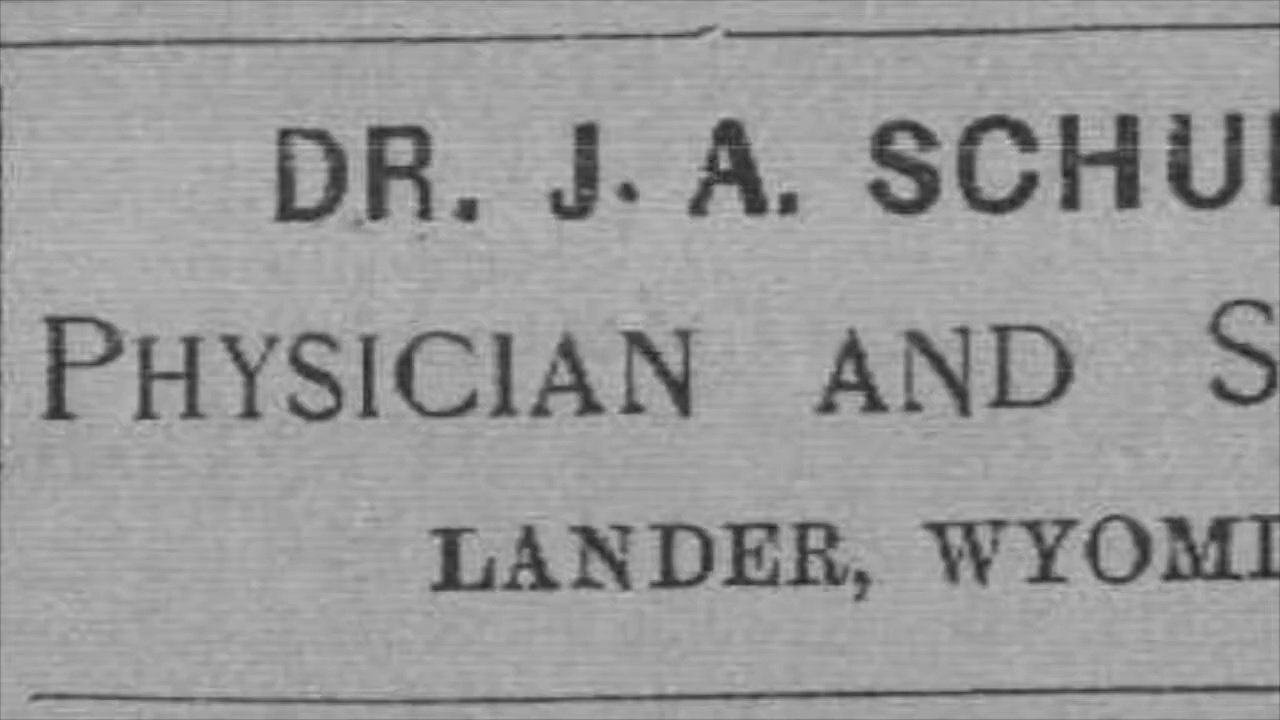 DR. J. A. SCHU
PHYSICIAN AND S
LANDER, WYOMI